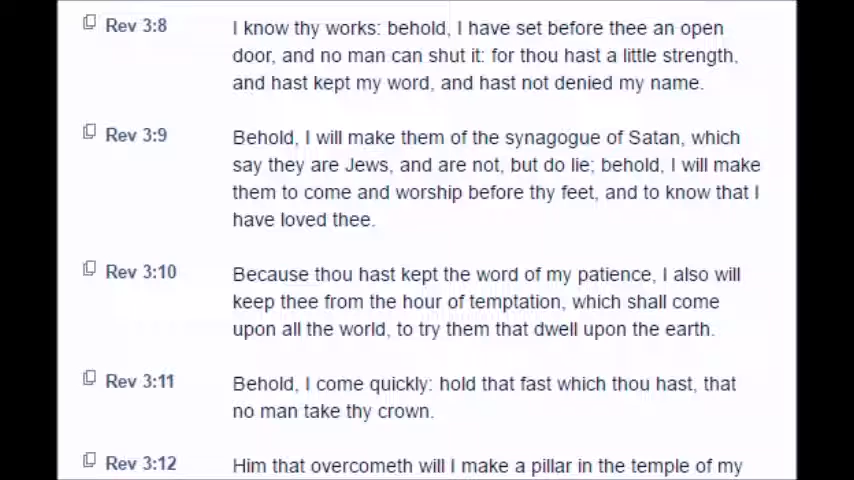 Rev 3:8 I know thy works: behold, I have set before thee an open
door, and no man can shut it: for thou hast a little strength,
and hast kept my word, and hast not denied my name.
Rev 3:9 Behold, I will make them of the synagogue of Satan, which
say they are Jews, and are not, but do lie; behold, I will make
them to come and worship before thy feet, and to know that I
have loved thee.
Rev 3:10 Because thou hast kept the word of my patience, I also will
keep thee from the hour of temptation, which shall come
upon all the world, to try them that dwell upon the earth.
Rev 3:11 Behold, I come quickly: hold that fast which thou hast, that
no man take thy crown.
Rev 3:12 Him that overcometh will I make a pillar in the temple of my